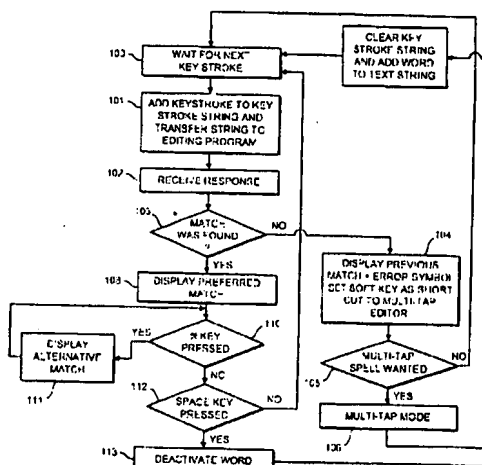 103
WAIT FOR NEXT
KEY STROKE
CLEAR KEY
STROKE STRING
AND ADD WORD
TO TEXT STRING
101
ADD KEYSTROKE TO KEY
STROKE STRING AND
TRANSFER STRING TO
EDITING PROGRAM
102
RECEIVE RESPONSE
103
MATCH
WAS FOUND
?
NO
YES
104
DISPLAY PREVIOUS
MATCH + ERROR SYMBOL
SET SOFT KEY AS SHORT
CUT TO MULTI-TAP
EDITOR
108
DISPLAY PREFERRED
MATCH
110
KEY
PRESSED
YES
NO
DISPLAY
ALTERNATIVE
MATCH
111
105
MULTI-TAP
SPELL WANTED
NO
YES
112
SPACE KEY
PRESSED
NO
YES
MULTI-TAP MODE
106
113
DEACTIVATE WORD